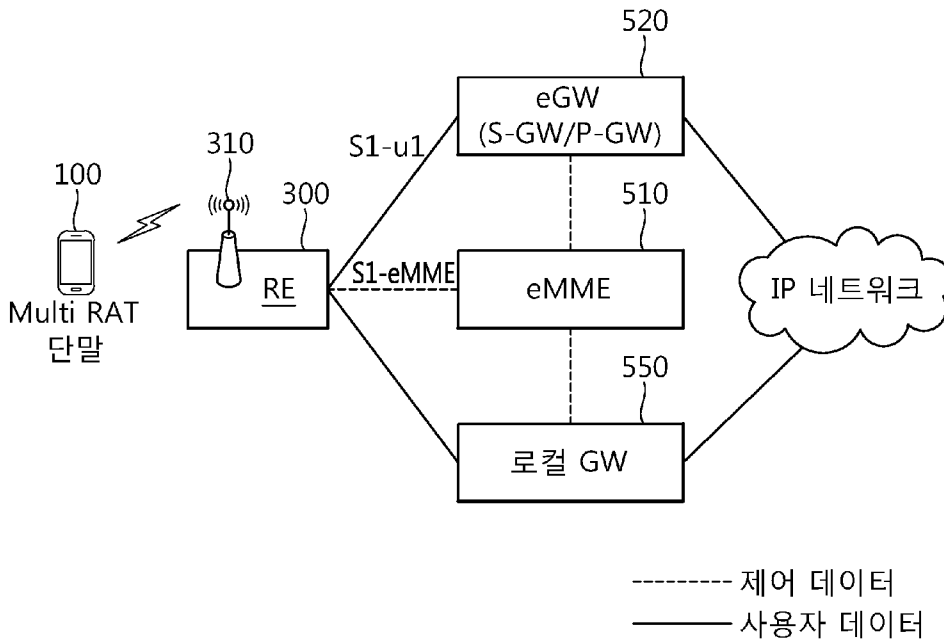 520
eGW
(S-GW/P-GW)
S1-u1
310
100
300
510
S1-eMME
RE
eMME
IP 네트워크
Multi RAT
단말
550
로컬 GW
제어 데이터
사용자 데이터